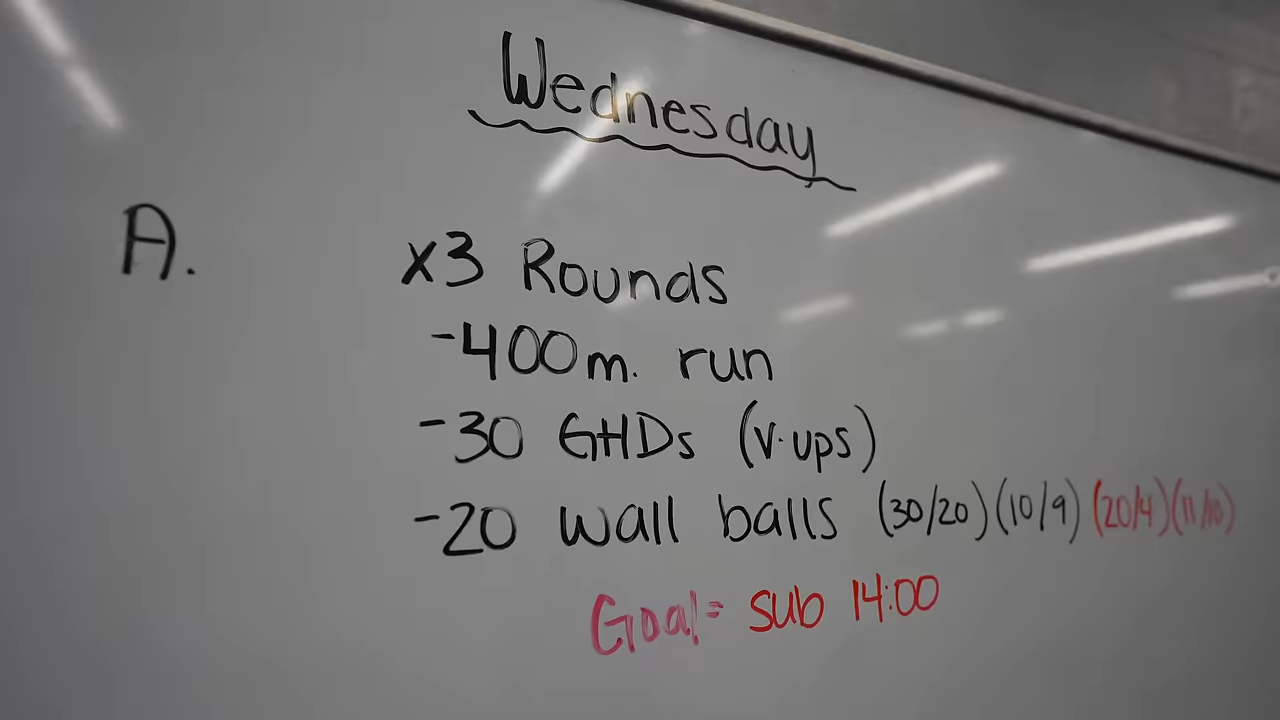 Wednesday
A.
x3 Rounds
-400m. run
-30 GHDs (v-ups)
-20 wall balls (30/20)(10/9) (20/4)(11/10)
Goal= sub 14:00